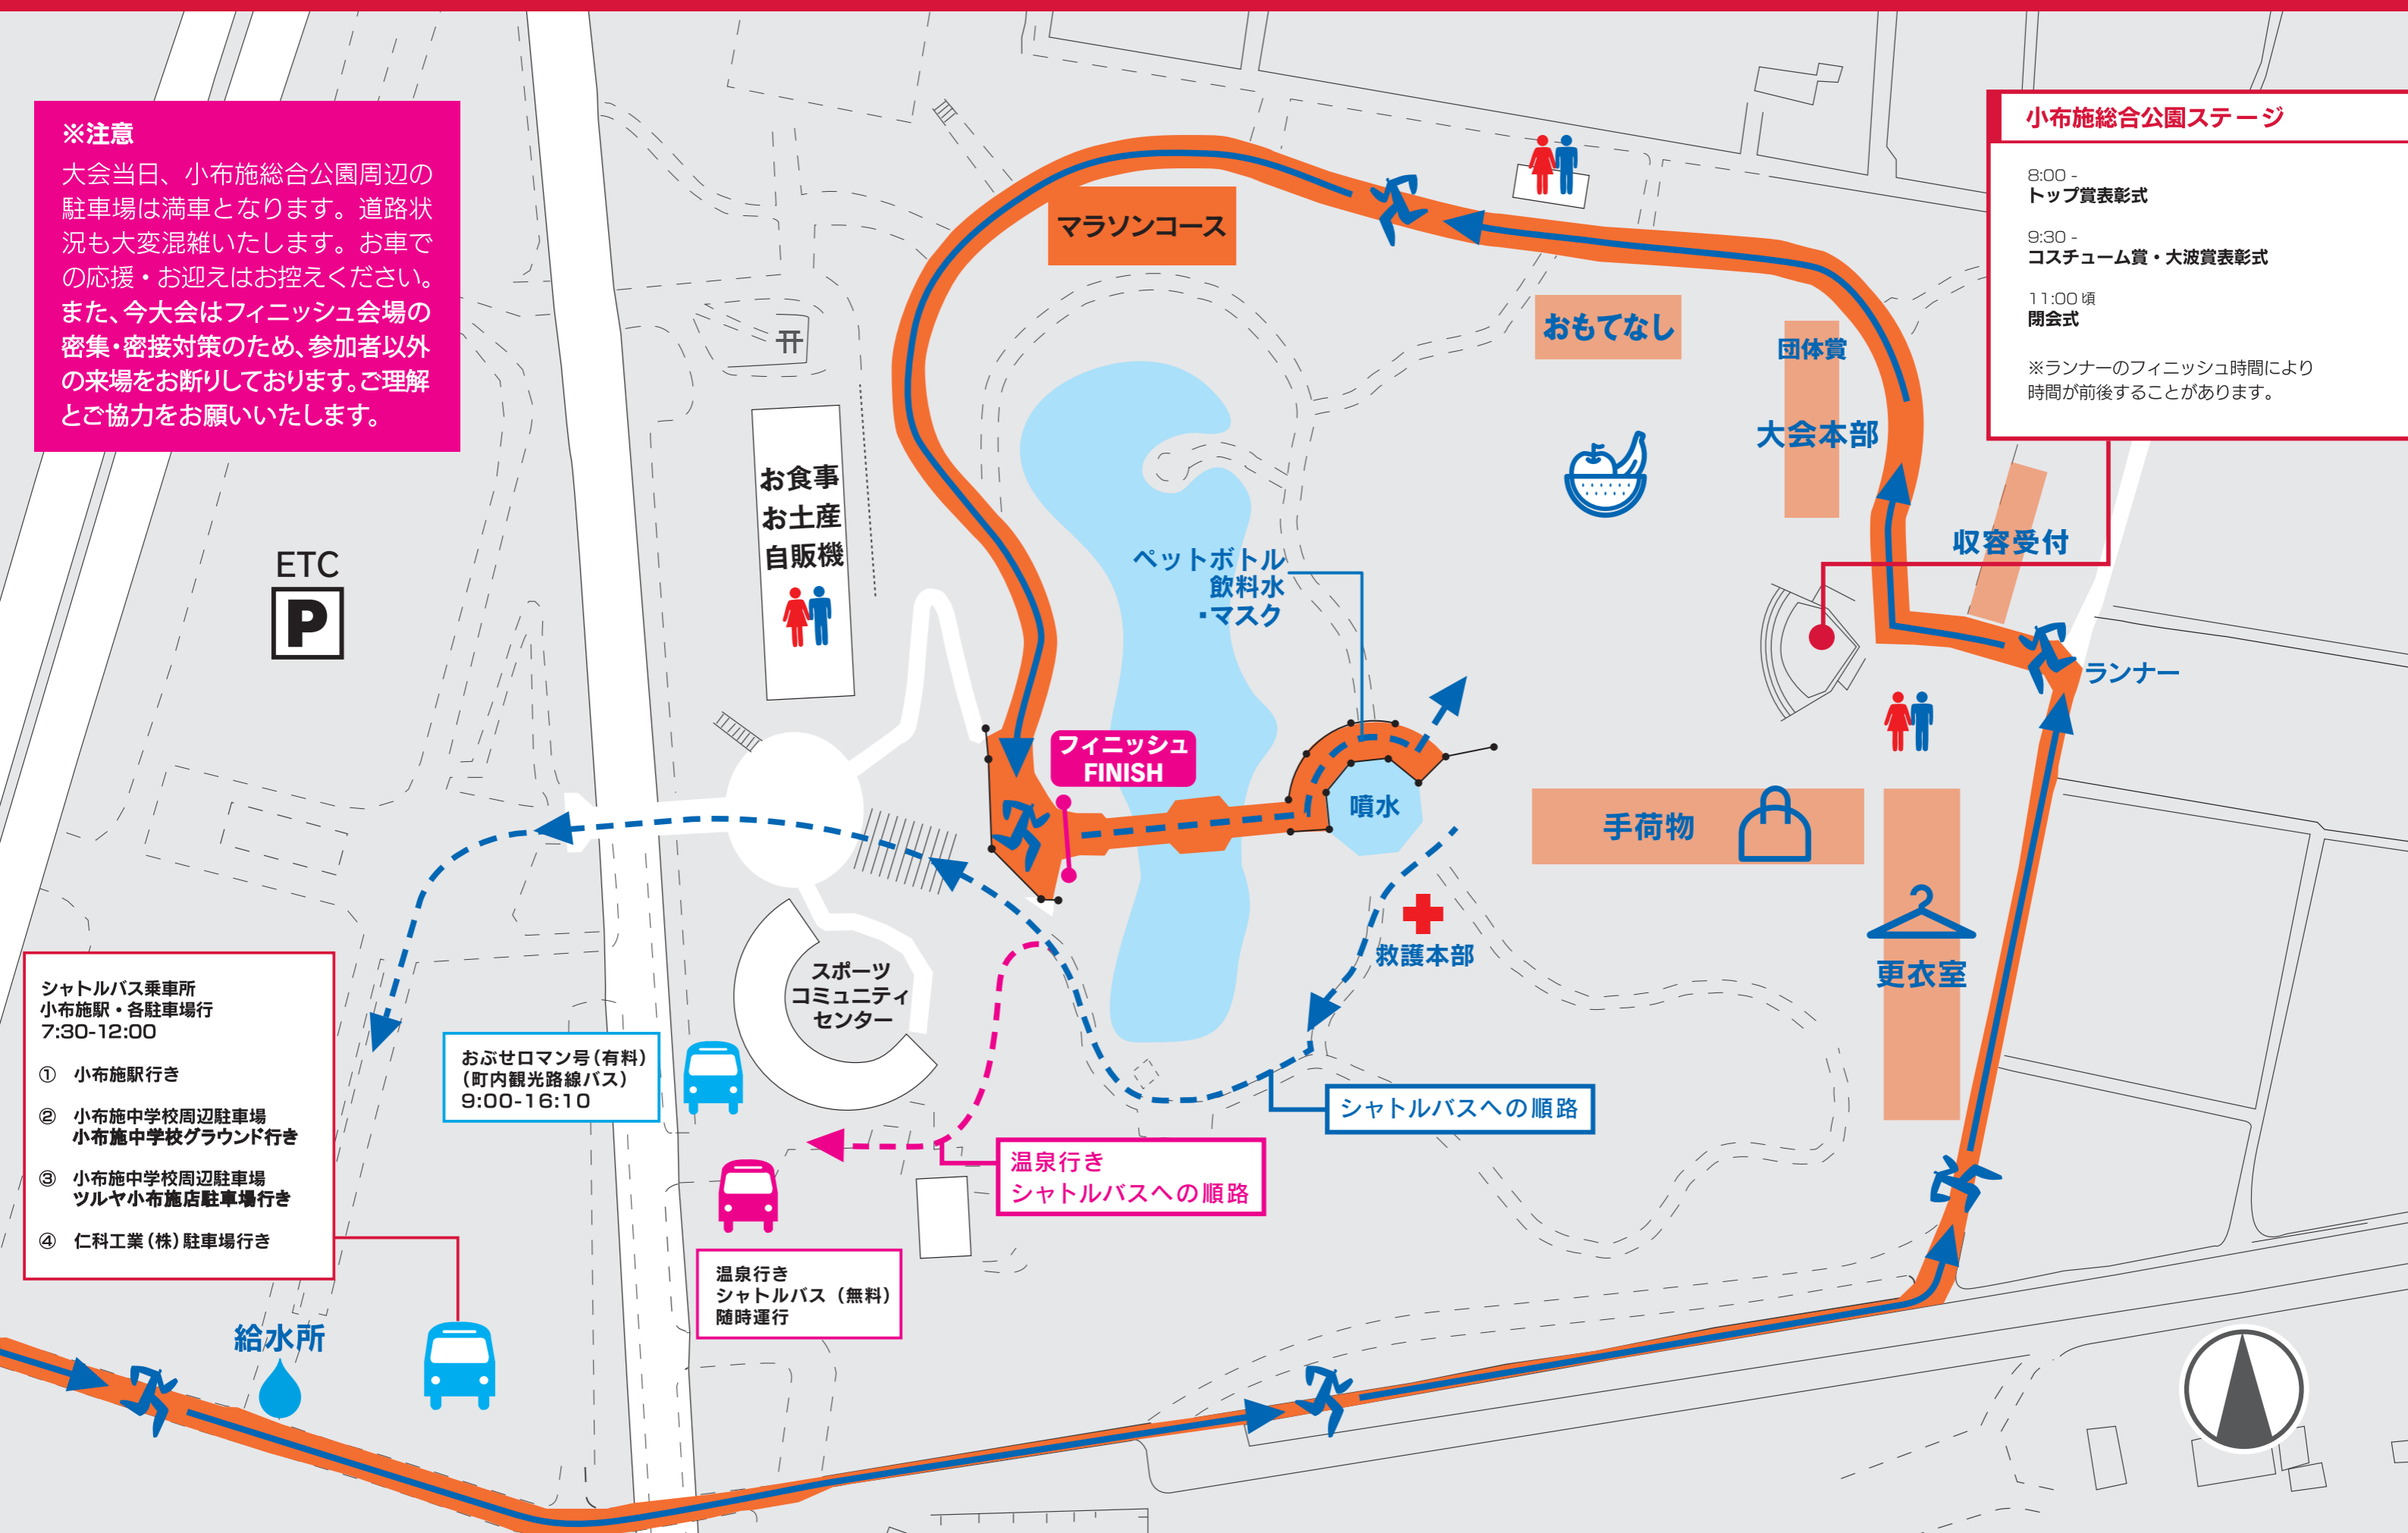 ※注意
大会当日、小布施総合公園周辺の
駐車場は満車となります。道路状
況も大変混雑いたします。お車で
の応援・お迎えはお控えください。
また、今大会はフィニッシュ会場の
密集・密接対策のため、参加者以外
の来場をお断りしております。ご理解
とご協力をお願いいたします。
小布施総合公園ステージ
8:00 -
トップ賞表彰式
9:30 -
コスチューム賞・大波賞表彰式
11:00 頃
閉会式
※ランナーのフィニッシュ時間により
時間が前後することがあります。
マラソンコース
おもてなし
団体賞
大会本部
収容受付
ランナー
お食事
お土産
自販機
ETC
P
ペットボトル
飲料水
・マスク
フィニッシュ
FINISH
噴水
手荷物
更衣室
救護本部
スポーツ
コミュニティ
センター
シャトルバス乗車所
小布施駅・各駐車場行
7:30-12:00
① 小布施駅行き
② 小布施中学校周辺駐車場
小布施中学校グラウンド行き
③ 小布施中学校周辺駐車場
ツルヤ小布施店駐車場行き
④ 仁科工業(株)駐車場行き
おぶせロマン号(有料)
(町内観光路線バス)
9:00-16:10
シャトルバスへの順路
温泉行き
シャトルバスへの順路
温泉行き
シャトルバス(無料)
随時運行
給水所